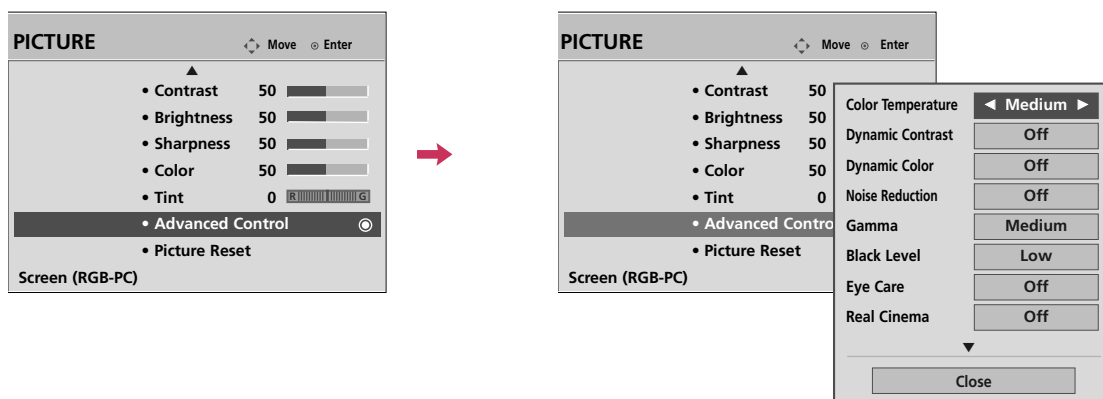 PICTURE Move Enter
• Contrast 50
• Brightness 50
• Sharpness 50
• Color 50
• Tint 0 R G
• Advanced Control
• Picture Reset
Screen (RGB-PC)
PICTURE Move Enter
• Contrast 50
• Brightness 50
• Sharpness 50
• Color 50
• Tint 0
• Advanced Contro
• Picture Reset
Screen (RGB-PC)
Color Temperature Medium
Dynamic Contrast Off
Dynamic Color Off
Noise Reduction Off
Gamma Medium
Black Level Low
Eye Care Off
Real Cinema Off
Close